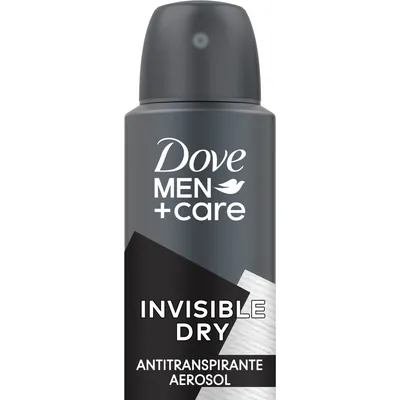 Dove
MEN
+care
INVISIBLE
DRY
ANTITRANSPIRANTE
AEROSOL